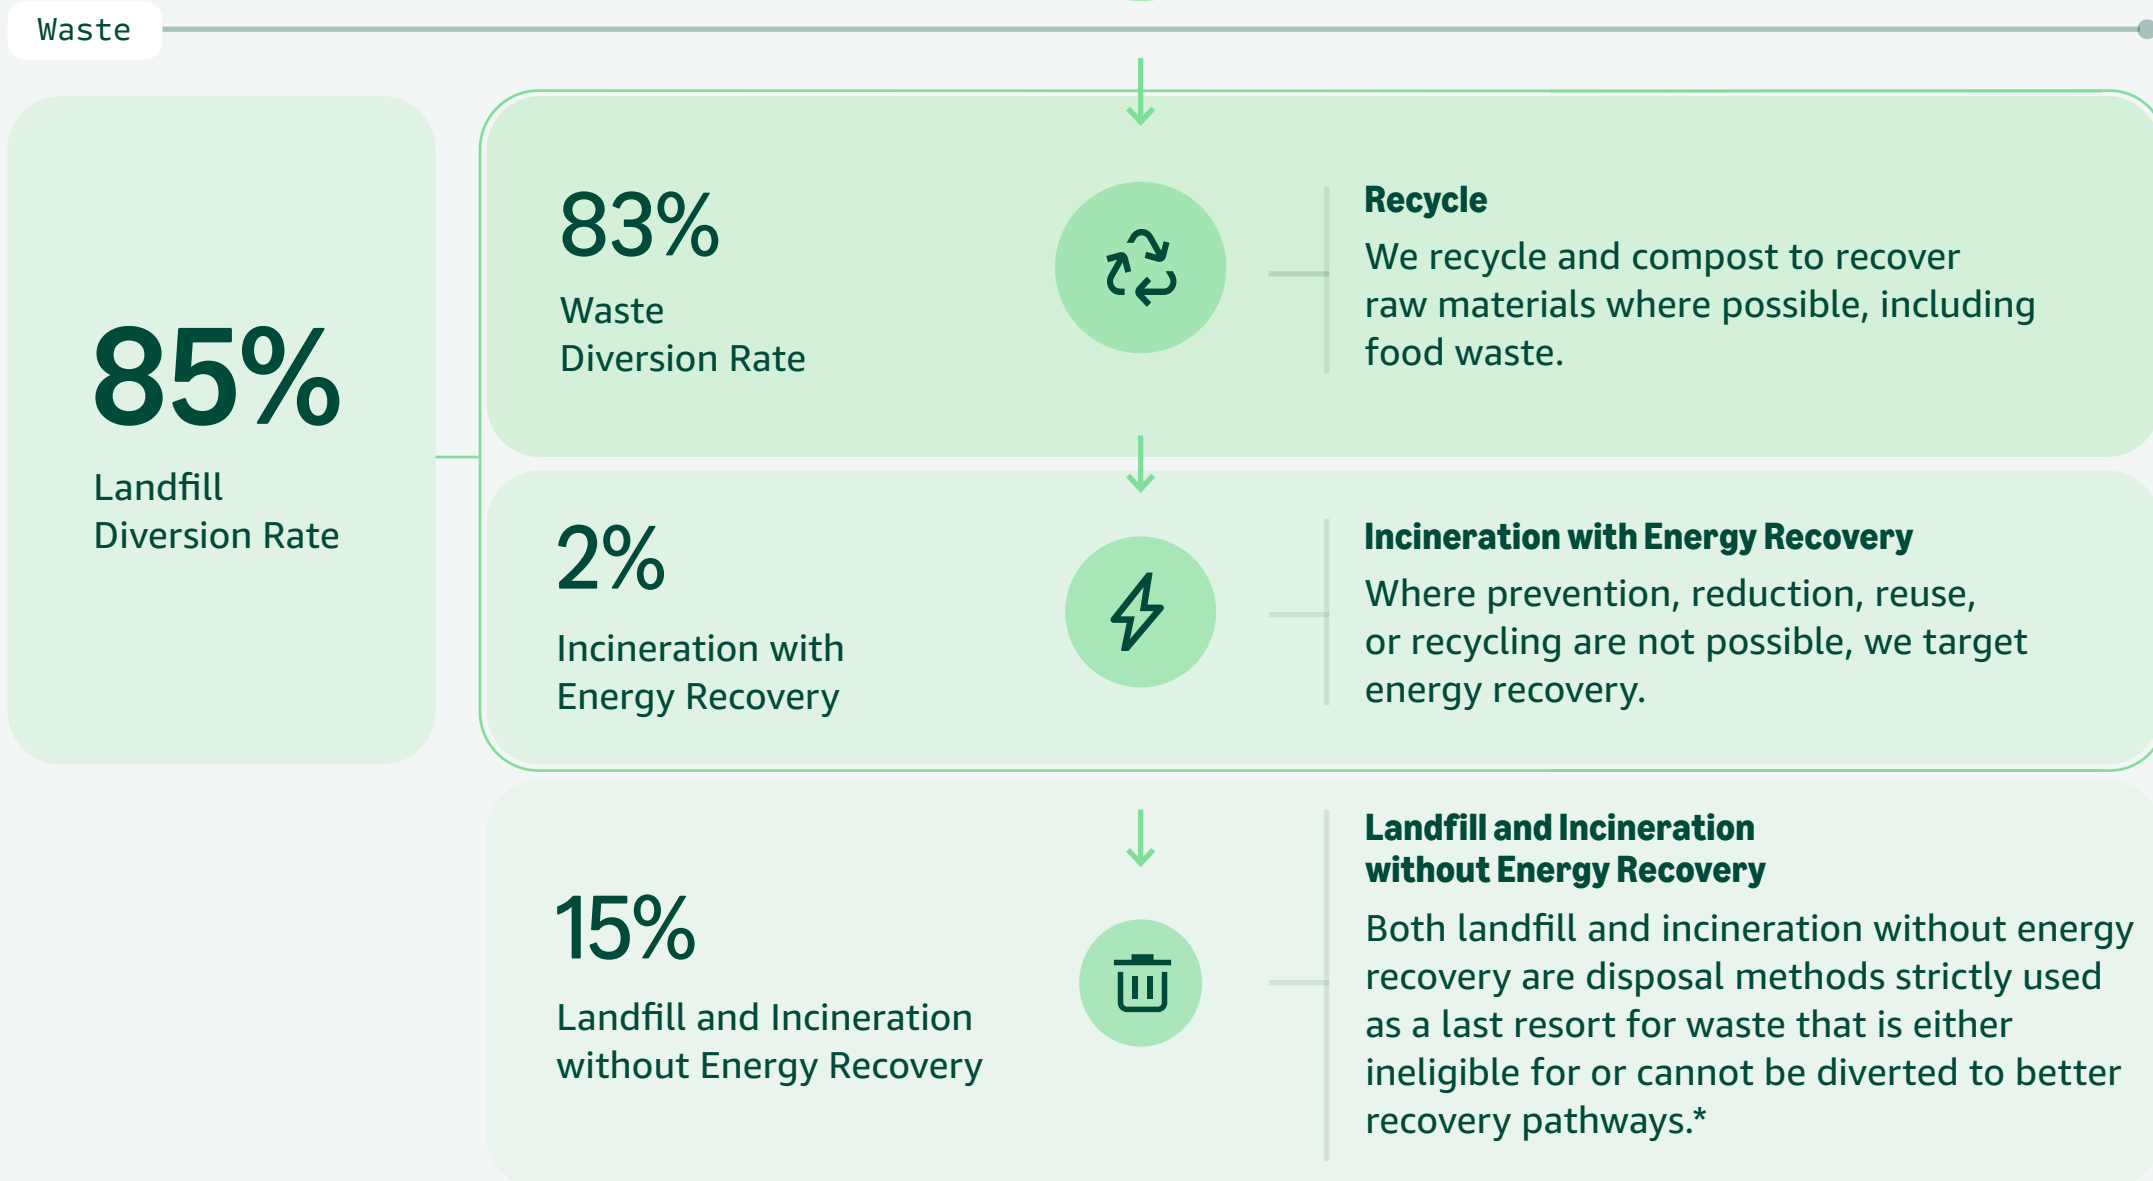 Waste
85%
Landfill
Diversion Rate
83%
Waste
Diversion Rate
Recycle
We recycle and compost to recover
raw materials where possible, including
food waste.
2%
Incineration with
Energy Recovery
Incineration with Energy Recovery
Where prevention, reduction, reuse,
or recycling are not possible, we target
energy recovery.
15%
Landfill and Incineration
without Energy Recovery
Landfill and Incineration
without Energy Recovery
Both landfill and incineration without energy
recovery are disposal methods strictly used
as a last resort for waste that is either
ineligible for or cannot be diverted to better
recovery pathways.*